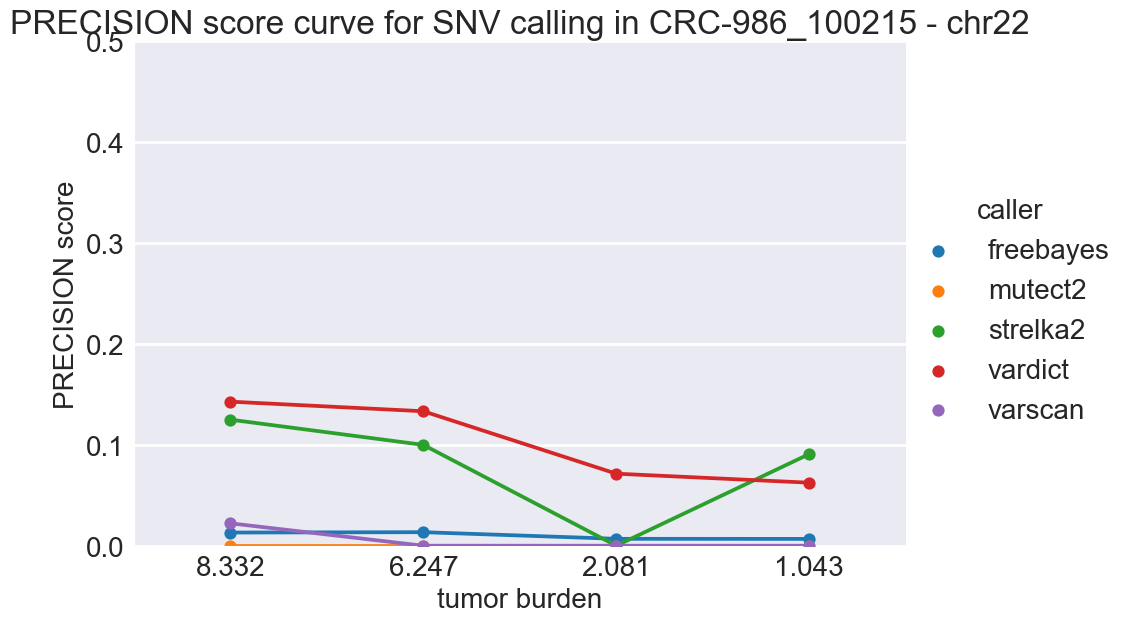 PRECISION score curve for SNV calling in CRC-986_100215 - chr22
PRECISION score
0.5
0.4
0.3
0.2
0.1
0.0
8.332
6.247
2.081
1.043
tumor burden
caller
freebayes
mutect2
strelka2
vardict
varscan